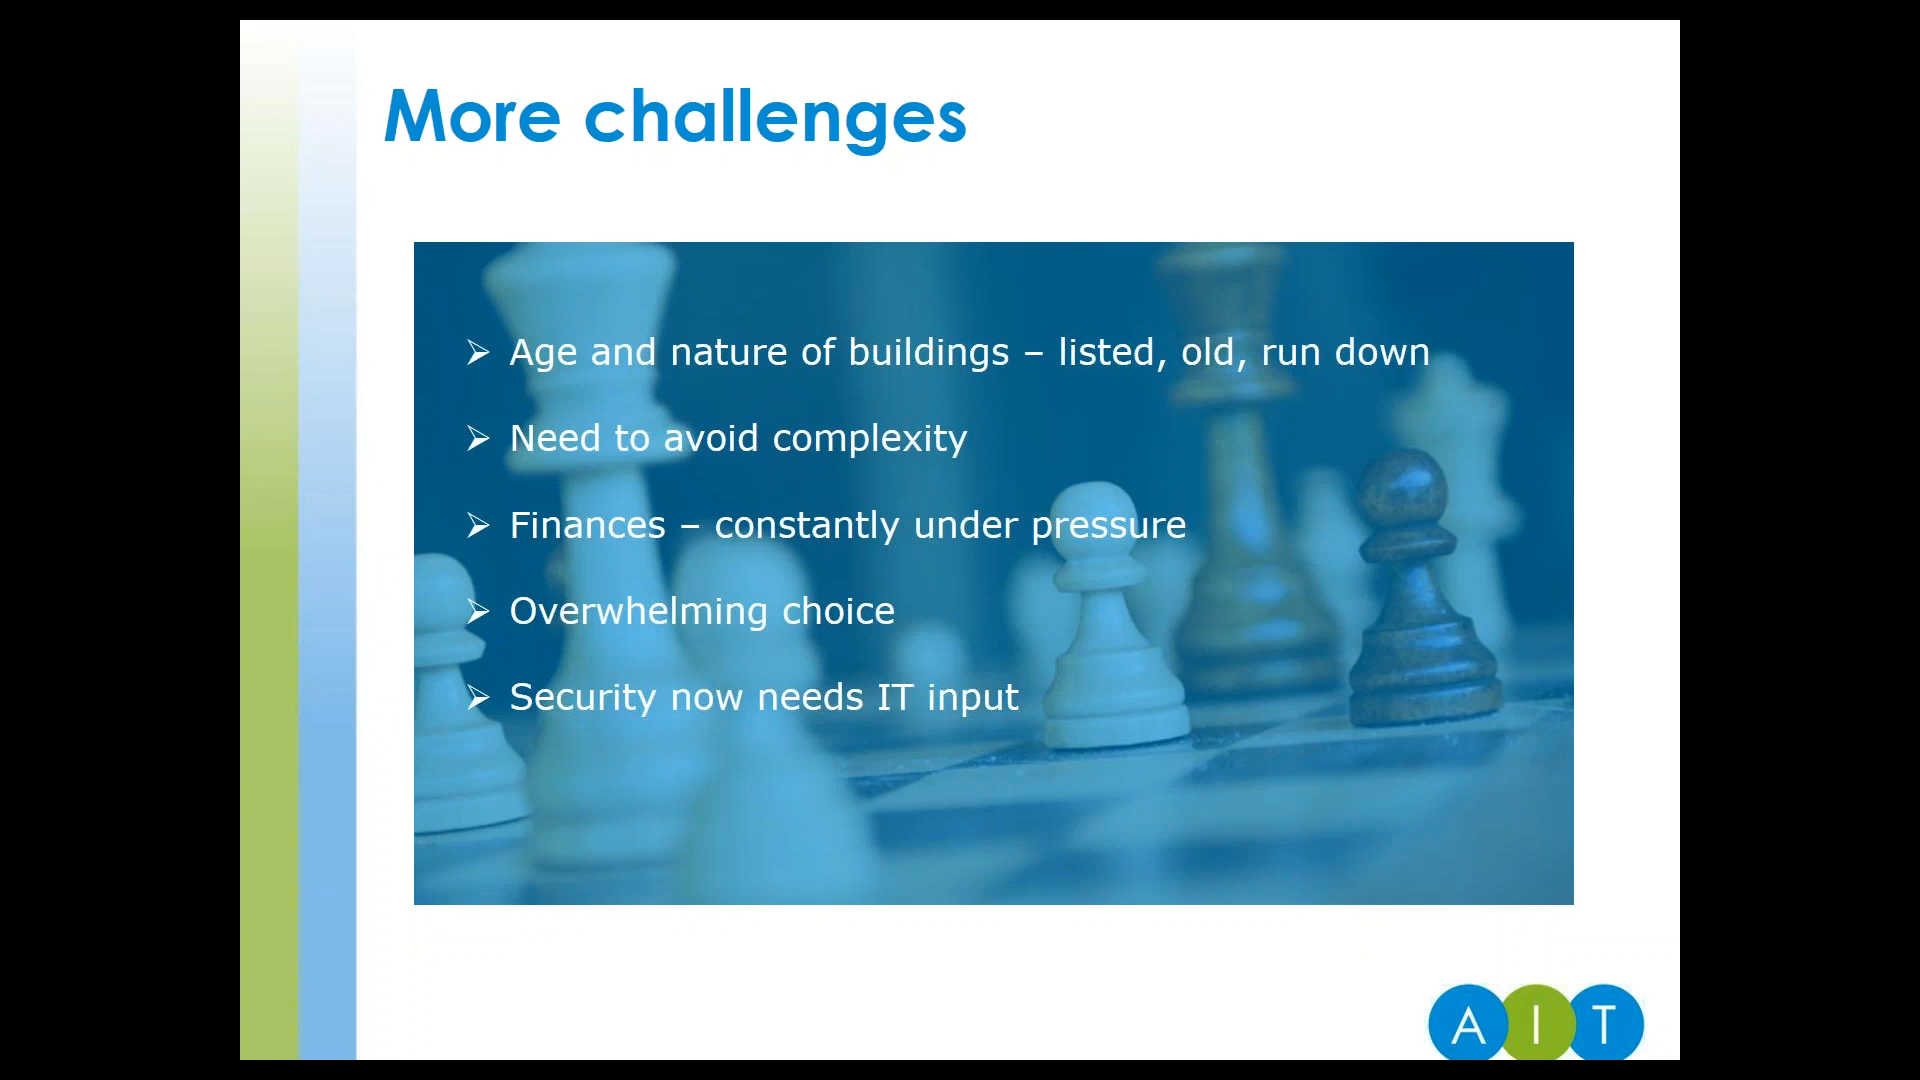 More challenges
➢ Age and nature of buildings – listed, old, run down
➢ Need to avoid complexity
➢ Finances – constantly under pressure
➢ Overwhelming choice
➢ Security now needs IT input
A I T